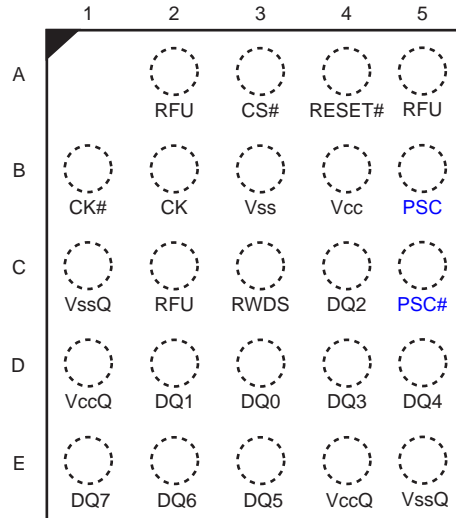 1 2 3 4 5
A
RFU CS# RESET# RFU
B
CK# CK Vss Vcc PSC
C
VssQ RFU RWDS DQ2 PSC#
D
VccQ DQ1 DQ0 DQ3 DQ4
E
DQ7 DQ6 DQ5 VccQ VssQ